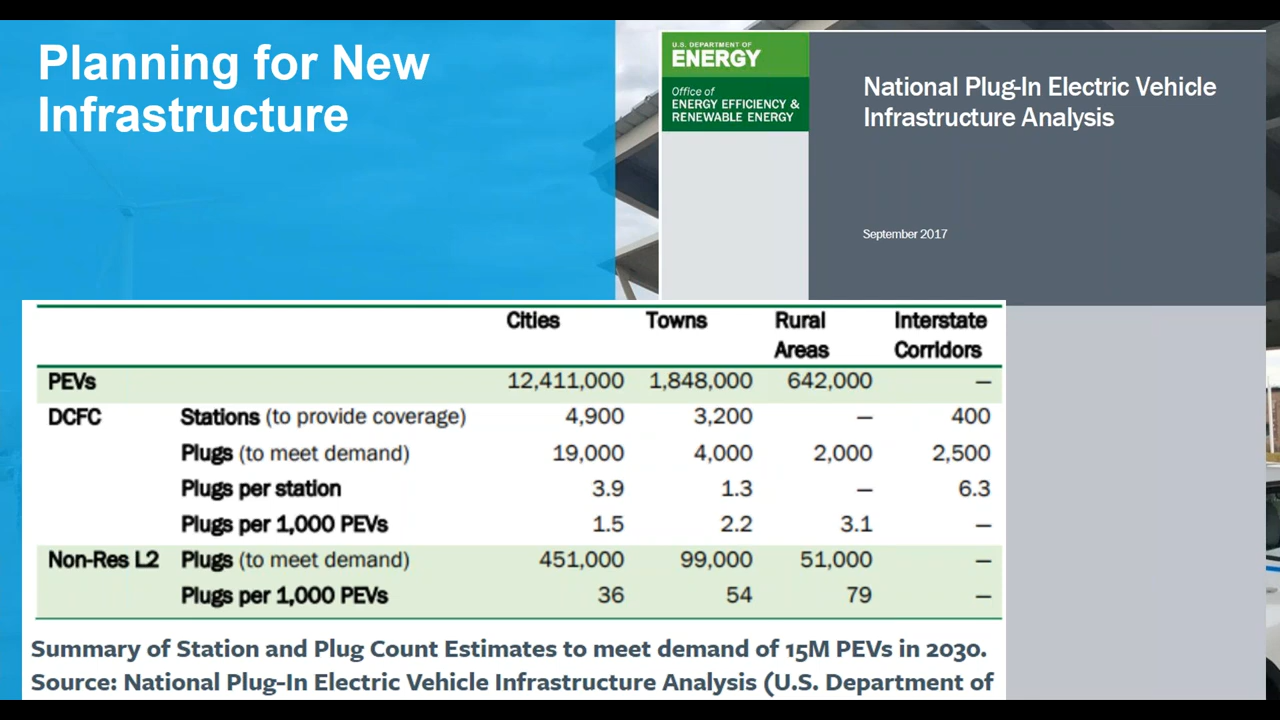 Planning for New
Infrastructure
U.S. DEPARTMENT OF
ENERGY
Office of
ENERGY EFFICIENCY &
RENEWABLE ENERGY
National Plug-In Electric Vehicle
Infrastructure Analysis
September 2017
Cities Towns Rural Areas Interstate Corridors
PEVs 12,411,000 1,848,000 642,000 —
DCFC Stations (to provide coverage) 4,900 3,200 — 400
Plugs (to meet demand) 19,000 4,000 2,000 2,500
Plugs per station 3.9 1.3 — 6.3
Plugs per 1,000 PEVs 1.5 2.2 3.1 —
Non-Res L2 Plugs (to meet demand) 451,000 99,000 51,000 —
Plugs per 1,000 PEVs 36 54 79 —
Summary of Station and Plug Count Estimates to meet demand of 15M PEVs in 2030.
Source: National Plug-In Electric Vehicle Infrastructure Analysis (U.S. Department of